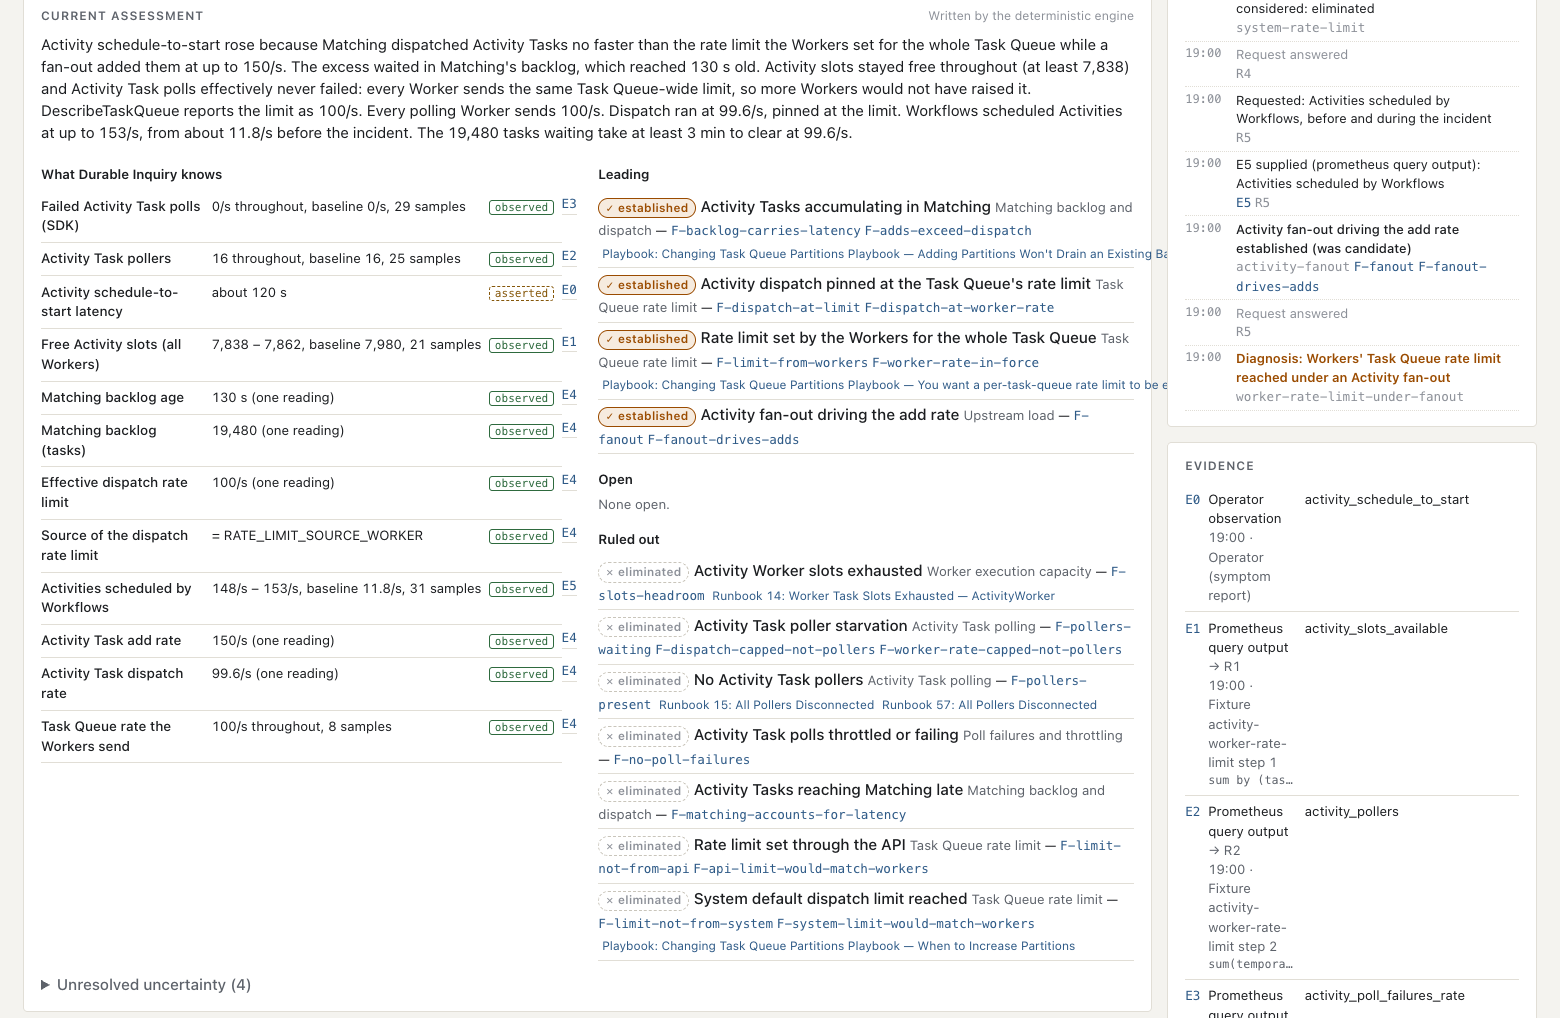 CURRENT ASSESSMENT
Written by the deterministic engine
Activity schedule-to-start rose because Matching dispatched Activity Tasks no faster than the rate limit the Workers set for the whole Task Queue while a
fan-out added them at up to 150/s. The excess waited in Matching's backlog, which reached 130 s old. Activity slots stayed free throughout (at least 7,838)
and Activity Task polls effectively never failed: every Worker sends the same Task Queue-wide limit, so more Workers would not have raised it.
DescribeTaskQueue reports the limit as 100/s. Every polling Worker sends 100/s. Dispatch ran at 99.6/s, pinned at the limit. Workflows scheduled Activities
at up to 153/s, from about 11.8/s before the incident. The 19,480 tasks waiting take at least 3 min to clear at 99.6/s.
What Durable Inquiry knows
Failed Activity Task polls 0/s throughout, baseline 0/s, 29 samples observed E3
(SDK)
Activity Task pollers 16 throughout, baseline 16, 25 samples observed E2
Activity schedule-to- about 120 s asserted E0
start latency
Free Activity slots (all 7,838 – 7,862, baseline 7,980, 21 samples observed E1
Workers)
Matching backlog age 130 s (one reading) observed E4
Matching backlog 19,480 (one reading) observed E4
(tasks)
Effective dispatch rate 100/s (one reading) observed E4
limit
Source of the dispatch = RATE_LIMIT_SOURCE_WORKER observed E4
rate limit
Activities scheduled by 148/s – 153/s, baseline 11.8/s, 31 samples observed E5
Workflows
Activity Task add rate 150/s (one reading) observed E4
Activity Task dispatch 99.6/s (one reading) observed E4
rate
Task Queue rate the 100/s throughout, 8 samples observed E4
Workers send
Leading
✓ established Activity Tasks accumulating in Matching Matching backlog and
dispatch — F-backlog-carries-latency F-adds-exceed-dispatch
Playbook: Changing Task Queue Partitions Playbook — Adding Partitions Won't Drain an Existing Ba
✓ established Activity dispatch pinned at the Task Queue's rate limit Task
Queue rate limit — F-dispatch-at-limit F-dispatch-at-worker-rate
✓ established Rate limit set by the Workers for the whole Task Queue Task
Queue rate limit — F-limit-from-workers F-worker-rate-in-force
Playbook: Changing Task Queue Partitions Playbook — You want a per-task-queue rate limit to be e
✓ established Activity fan-out driving the add rate Upstream load — F-
fanout F-fanout-drives-adds
Open
None open.
Ruled out
× eliminated Activity Worker slots exhausted Worker execution capacity — F-
slots-headroom Runbook 14: Worker Task Slots Exhausted — ActivityWorker
× eliminated Activity Task poller starvation Activity Task polling — F-pollers-
waiting F-dispatch-capped-not-pollers F-worker-rate-capped-not-pollers
× eliminated No Activity Task pollers Activity Task polling — F-pollers-
present Runbook 15: All Pollers Disconnected Runbook 57: All Pollers Disconnected
× eliminated Activity Task polls throttled or failing Poll failures and throttling
— F-no-poll-failures
× eliminated Activity Tasks reaching Matching late Matching backlog and
dispatch — F-matching-accounts-for-latency
× eliminated Rate limit set through the API Task Queue rate limit — F-limit-
not-from-api F-api-limit-would-match-workers
× eliminated System default dispatch limit reached Task Queue rate limit —
F-limit-not-from-system F-system-limit-would-match-workers
Playbook: Changing Task Queue Partitions Playbook — When to Increase Partitions
▶ Unresolved uncertainty (4)
considered: eliminated
system-rate-limit
19:00 Request answered
R4
19:00 Requested: Activities scheduled by
Workflows, before and during the incident
R5
19:00 E5 supplied (prometheus query output):
Activities scheduled by Workflows
E5 R5
19:00 Activity fan-out driving the add rate
established (was candidate)
activity-fanout F-fanout F-fanout-
drives-adds
19:00 Request answered
R5
19:00 Diagnosis: Workers' Task Queue rate limit
reached under an Activity fan-out
worker-rate-limit-under-fanout
EVIDENCE
E0 Operator activity_schedule_to_start
observation
19:00 ·
Operator
(symptom
report)
E1 Prometheus activity_slots_available
query output
→ R1
19:00 ·
Fixture
activity-
worker-rate-
limit step 1
sum by (tas…
E2 Prometheus activity_pollers
query output
→ R2
19:00 ·
Fixture
activity-
worker-rate-
limit step 2
sum(tempora…
E3 Prometheus activity_poll_failures_rate
query output